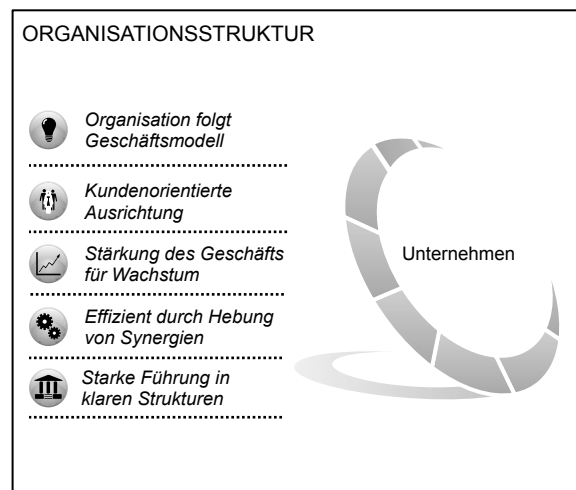 ORGANISATIONSSTRUKTUR
Organisation folgt
Geschäftsmodell
Kundenorientierte
Ausrichtung
Stärkung des Geschäfts
für Wachstum
Effizient durch Hebung
von Synergien
Starke Führung in
klaren Strukturen
Unternehmen